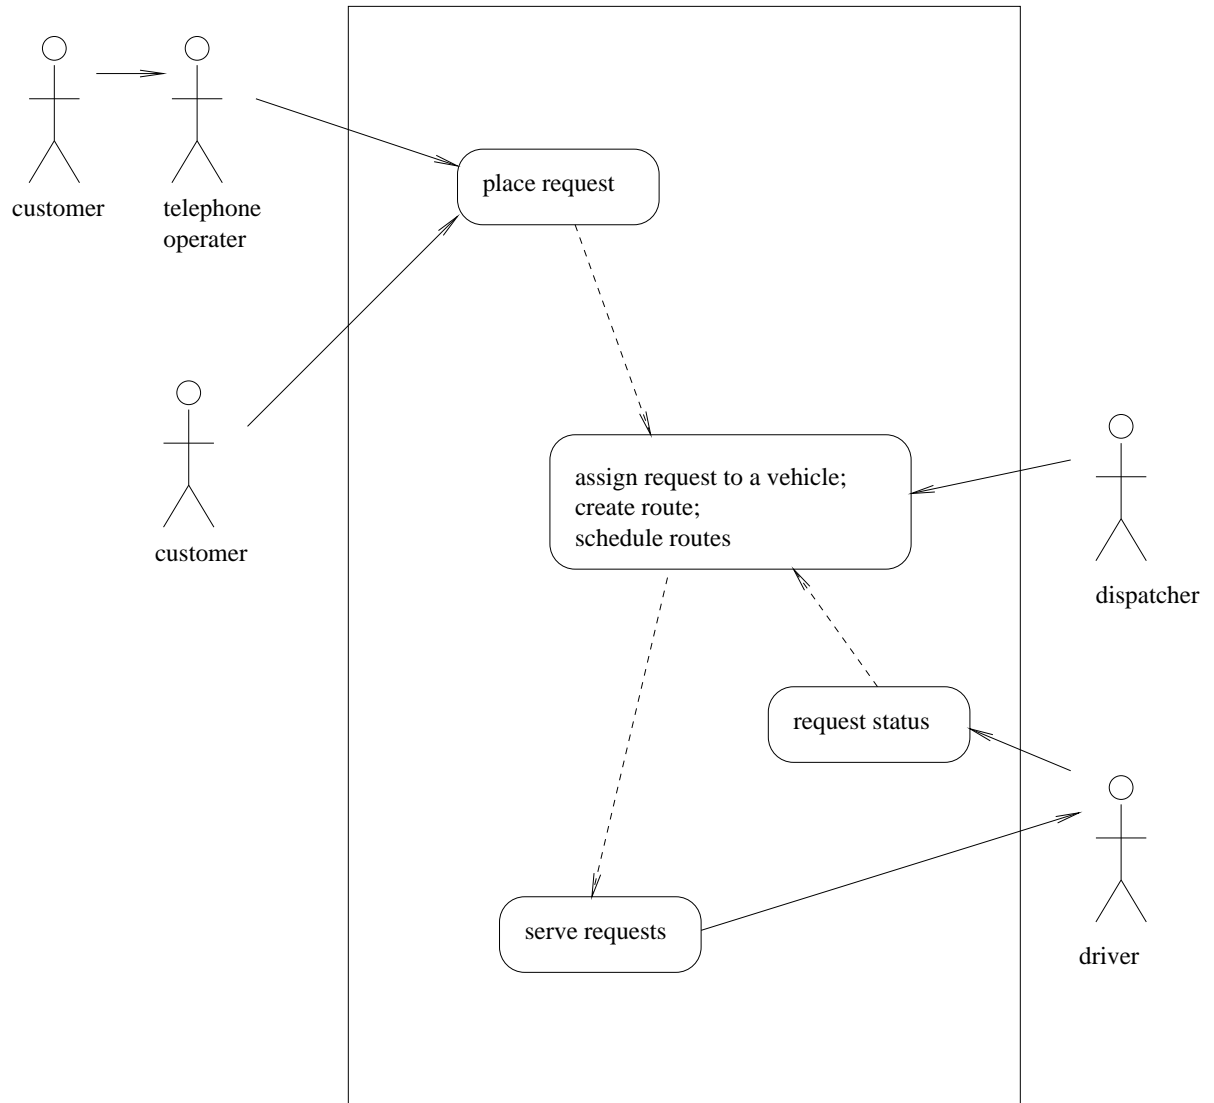 place request
customer
telephone
operater
assign request to a vehicle;
create route;
schedule routes
customer
dispatcher
request status
serve requests
driver